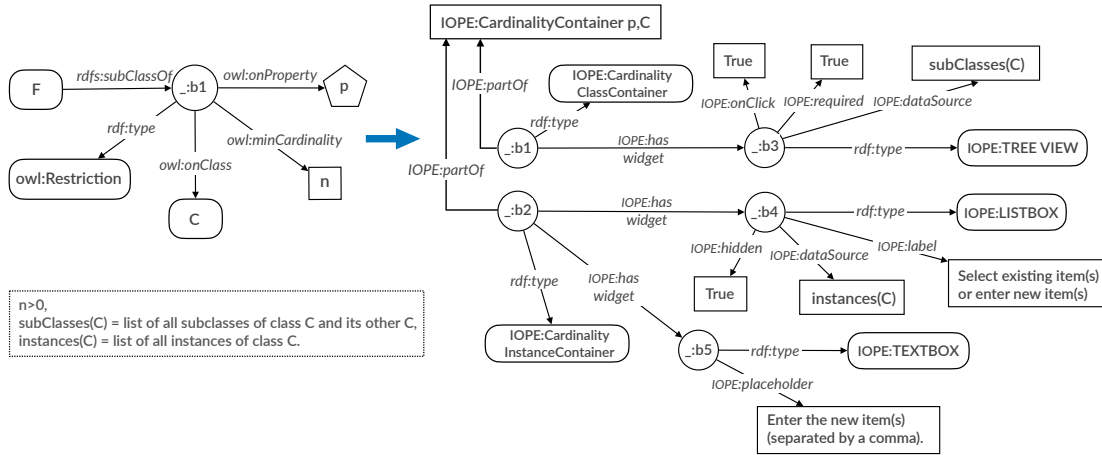 IOPE:CardinalityContainer p,C
F
rdfs:subClassOf
_:b1
owl:onProperty
p
rdf:type
owl:onClass
owl:minCardinality
owl:Restriction
C
n
n>0,
subClasses(C) = list of all subclasses of class C and its other C,
instances(C) = list of all instances of class C.
IOPE:partOf
IOPE:partOf
IOPE:Cardinality
ClassContainer
rdf:type
_:b1
IOPE:has
widget
_:b3
True
True
subClasses(C)
IOPE:onClick
IOPE:required
IOPE:dataSource
rdf:type
IOPE:TREE VIEW
_:b2
IOPE:has
widget
_:b4
rdf:type
IOPE:LISTBOX
IOPE:hidden
IOPE:dataSource
IOPE:label
True
instances(C)
Select existing item(s)
or enter new item(s)
rdf:type
IOPE:has
widget
IOPE:Cardinality
InstanceContainer
_:b5
rdf:type
IOPE:TEXTBOX
IOPE:placeholder
Enter the new item(s)
(separated by a comma).